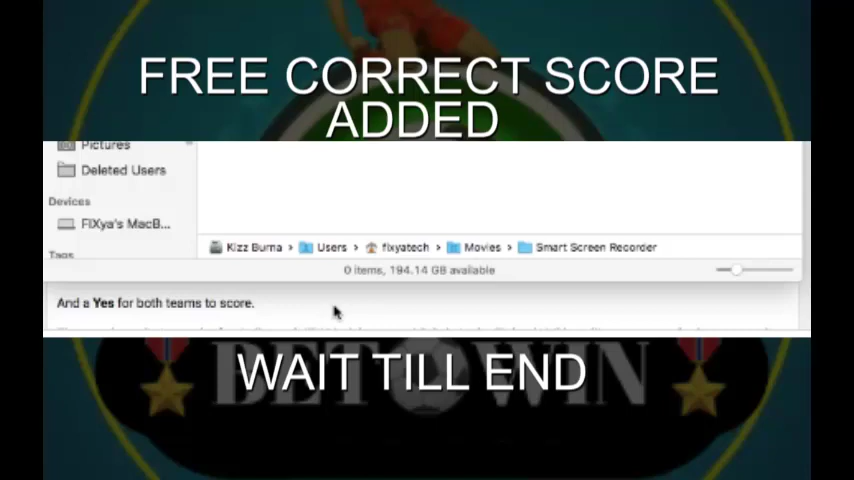 FREE CORRECT SCORE
ADDED
Pictures
Deleted Users
Devices
FIXya's MacB...
Tags
Kizz Burna > Users > fixyatech > Movies > Smart Screen Recorder
0 items, 194.14 GB available
And a Yes for both teams to score.
WAIT TILL END
BET WIN